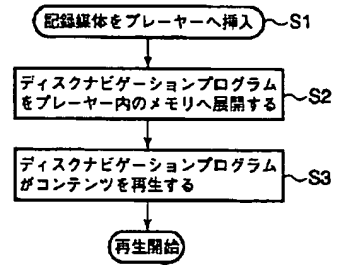 記録媒体をプレーヤーへ挿入
S1
ディスクナビゲーションプログラム
をプレーヤー内のメモリへ展開する
S2
ディスクナビゲーションプログラム
がコンテンツを再生する
S3
再生開始